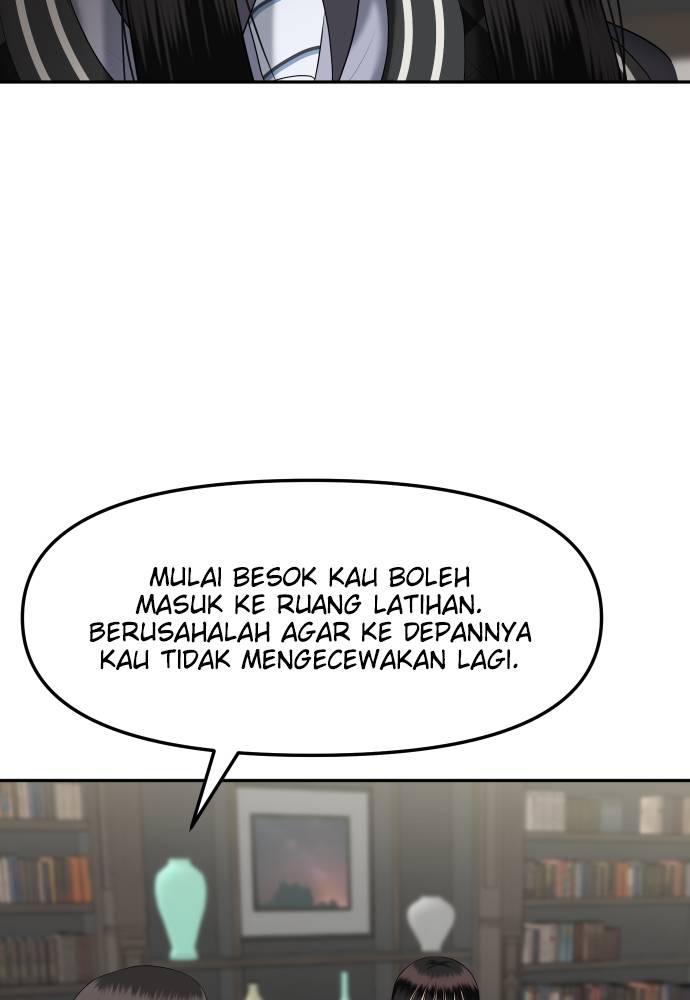 MULAI BESOK KAU BOLEH
MASUK KE RUANG LATIHAN.
BERUSAHALAH AGAR KE DEPANNYA
KAU TIDAK MENGECEWAKAN LAGI.